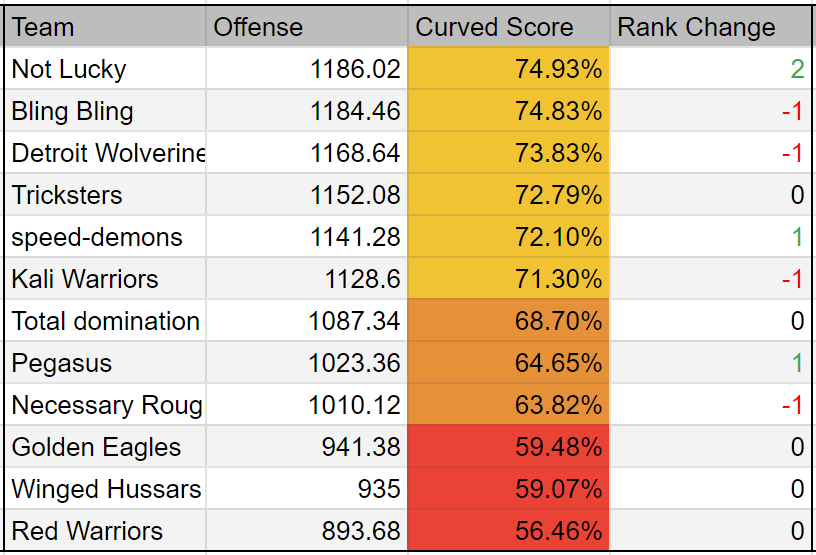 Team Offense Curved Score Rank Change
Not Lucky 1186.02 74.93% 2
Bling Bling 1184.46 74.83% -1
Detroit Wolverine 1168.64 73.83% -1
Tricksters 1152.08 72.79% 0
speed-demons 1141.28 72.10% 1
Kali Warriors 1128.6 71.30% -1
Total domination 1087.34 68.70% 0
Pegasus 1023.36 64.65% 1
Necessary Roug 1010.12 63.82% -1
Golden Eagles 941.38 59.48% 0
Winged Hussars 935 59.07% 0
Red Warriors 893.68 56.46% 0